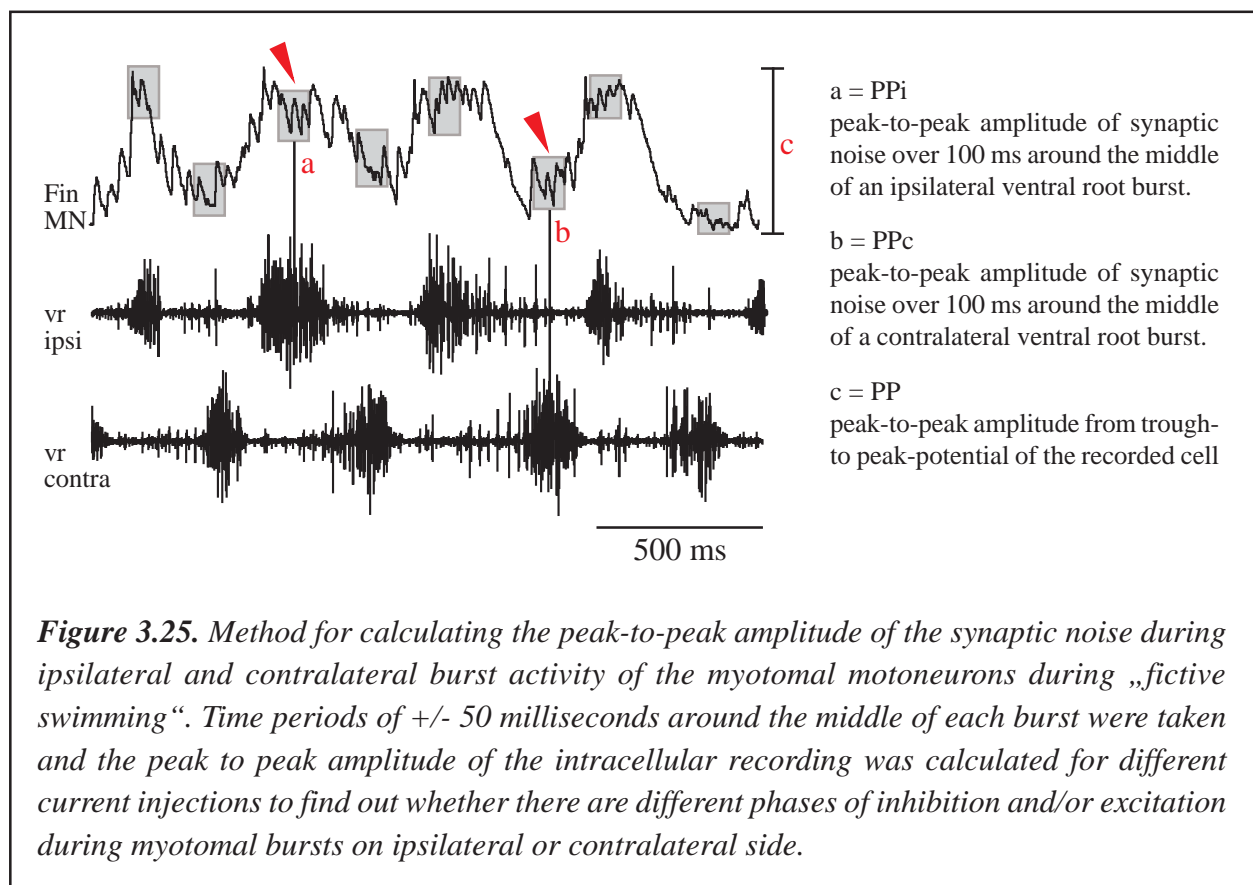 a = PPi
peak-to-peak amplitude of synaptic
noise over 100 ms around the middle
of an ipsilateral ventral root burst.
b = PPc
peak-to-peak amplitude of synaptic
noise over 100 ms around the middle
of a contralateral ventral root burst.
c = PP
peak-to-peak amplitude from trough-
to peak-potential of the recorded cell
Fin
MN
a
b
c
vr
ipsi
vr
contra
500 ms
Figure 3.25. Method for calculating the peak-to-peak amplitude of the synaptic noise during
ipsilateral and contralateral burst activity of the myotomal motoneurons during „fictive
swimming“. Time periods of +/- 50 milliseconds around the middle of each burst were taken
and the peak to peak amplitude of the intracellular recording was calculated for different
current injections to find out whether there are different phases of inhibition and/or excitation
during myotomal bursts on ipsilateral or contralateral side.